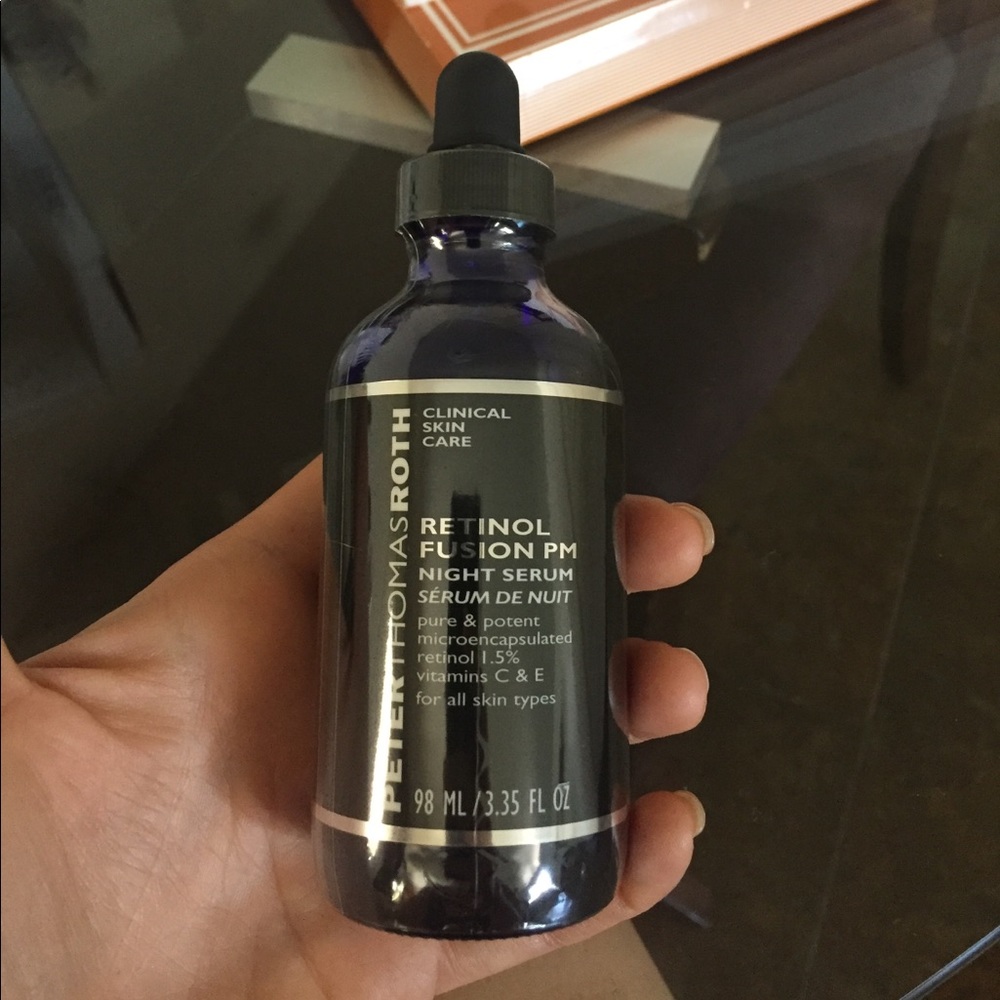 PETERTHOMASROTH
CLINICAL
SKIN
CARE
RETINOL
FUSION PM
NIGHT SERUM
SÉRUM DE NUIT
pure & potent
microencapsulated
retinol 1.5%
vitamins C & E
for all skin types
98 ML / 3.35 FL OZ